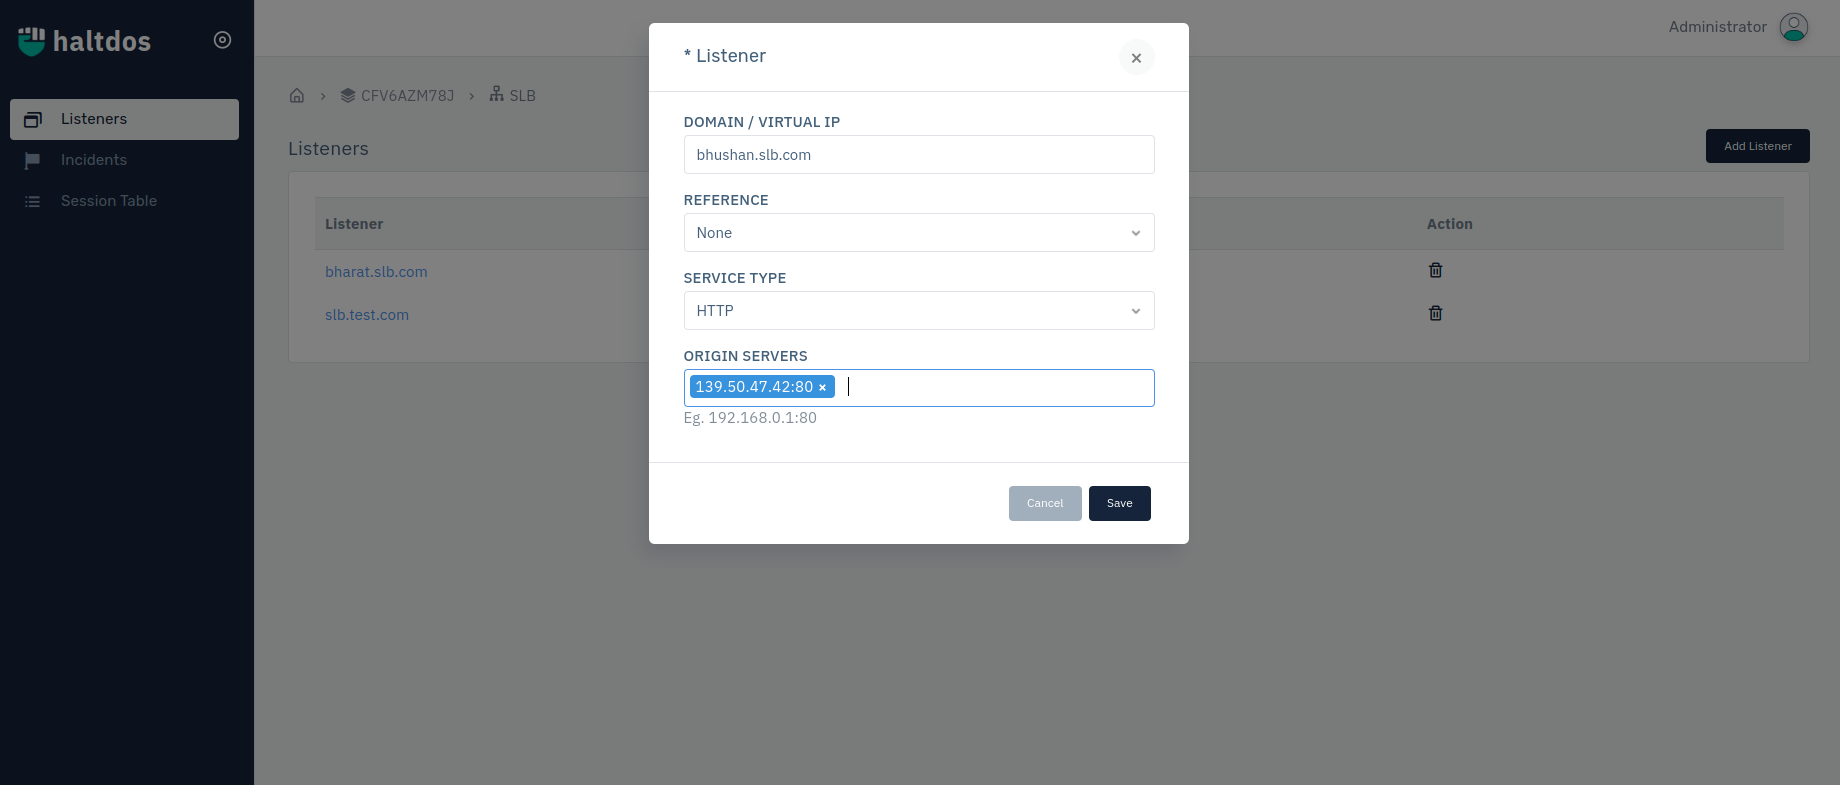 haltdos
Administrator
Listeners
Incidents
Session Table
CFV6AZM78J
SLB
Listeners
Add Listener
Listener
Action
bharat.slb.com
slb.test.com
* Listener
×
DOMAIN / VIRTUAL IP
bhushan.slb.com
REFERENCE
None
SERVICE TYPE
HTTP
ORIGIN SERVERS
139.50.47.42:80 ×
Eg. 192.168.0.1:80
Cancel
Save